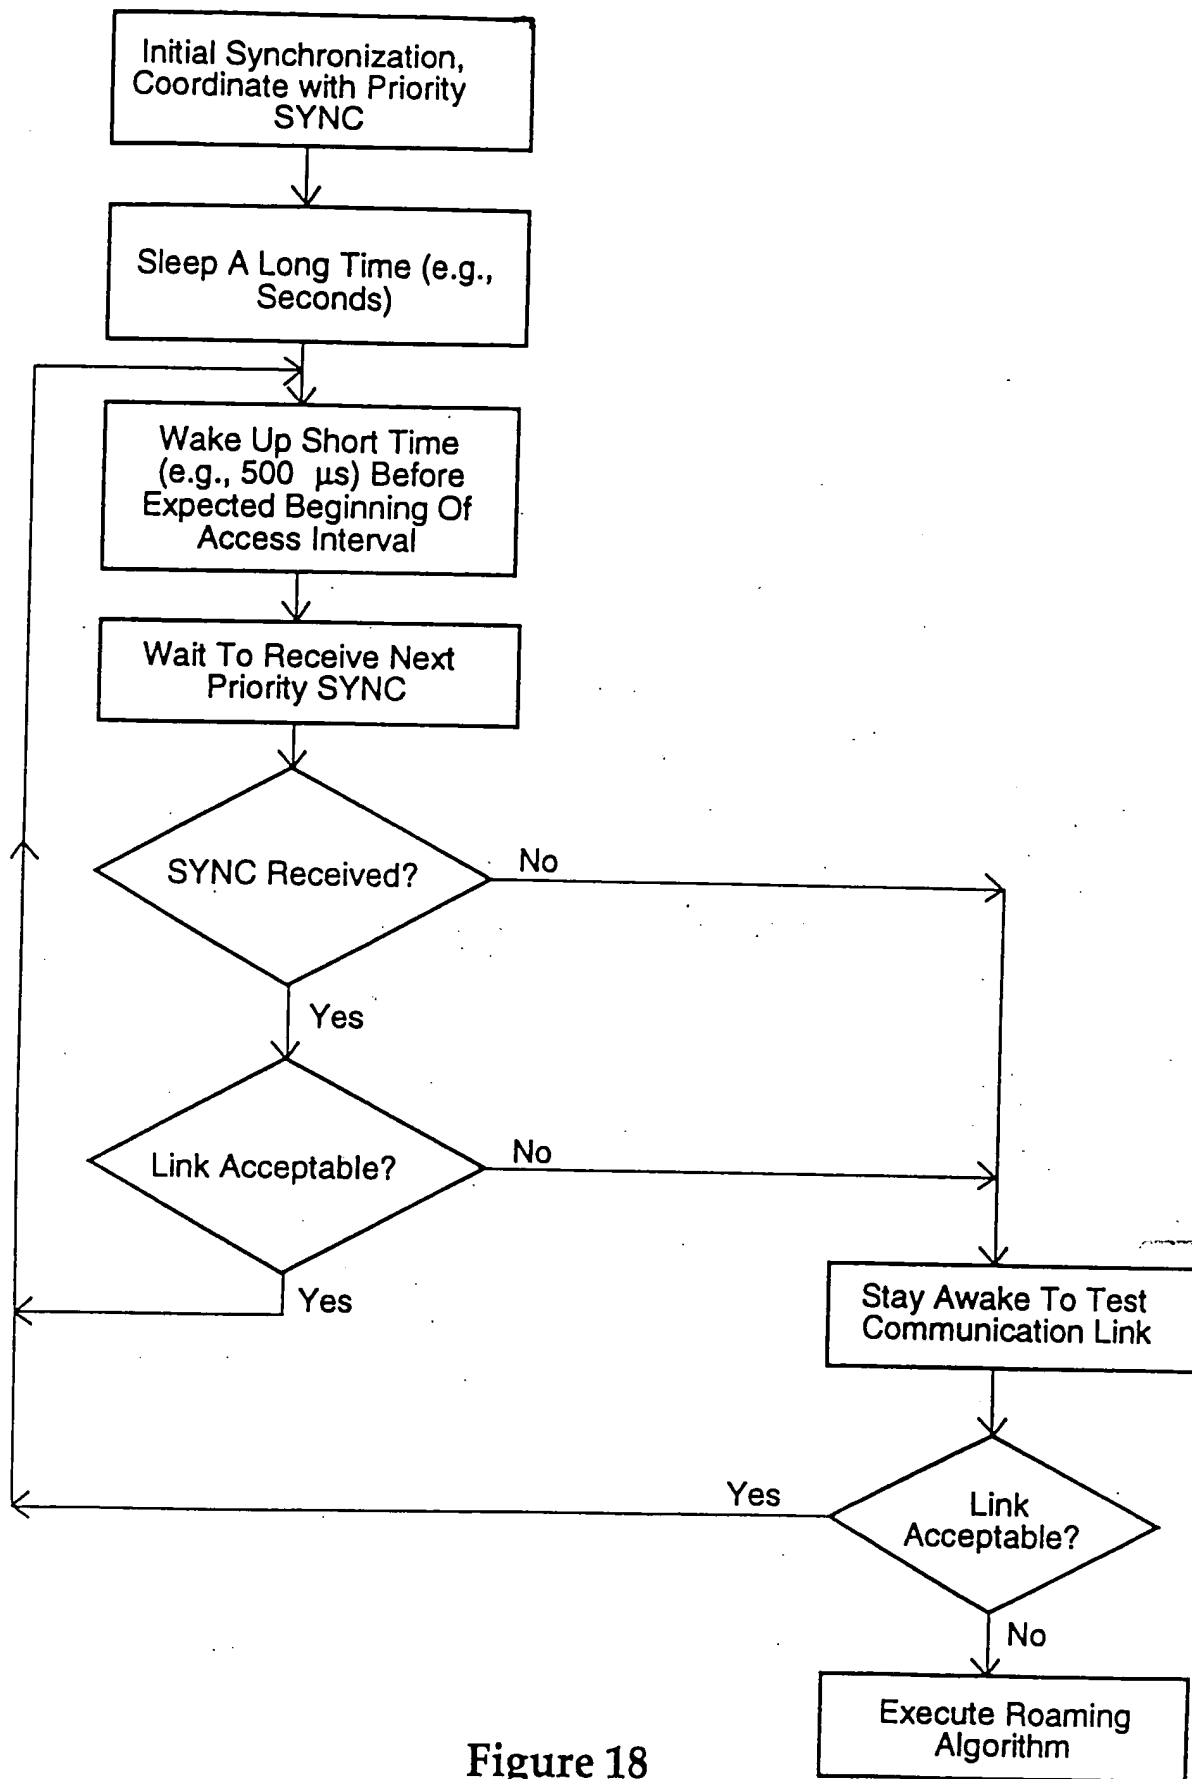 Initial Synchronization,
Coordinate with Priority
SYNC
Sleep A Long Time (e.g.,
Seconds)
Wake Up Short Time
(e.g., 500 μs) Before
Expected Beginning Of
Access Interval
Wait To Receive Next
Priority SYNC
SYNC Received?
No
Yes
Link Acceptable?
No
Yes
Stay Awake To Test
Communication Link
Link
Acceptable?
Yes
No
Execute Roaming
Algorithm
Figure 18